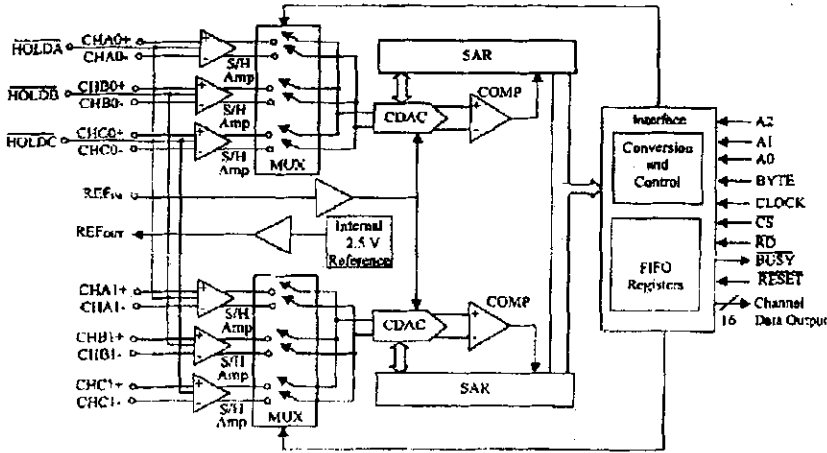 HOLDA
CHA0+
CHA0-
S/H
Amp
HOLDB
CHB0+
CHB0-
S/H
Amp
HOLDC
CHC0+
CHC0-
S/H
Amp
MUX
SAR
COMP
CDAC
REFIN
REFOUT
Internal
2.5 V
Reference
CHA1+
CHA1-
S/H
Amp
CHB1+
CHB1-
S/H
Amp
CHC1+
CHC1-
S/H
Amp
MUX
COMP
CDAC
SAR
Interface
Conversion
and
Control
FIFO
Registers
A2
A1
A0
BYTE
CLOCK
CS
RD
BUSY
RESET
Channel
16 Data Output